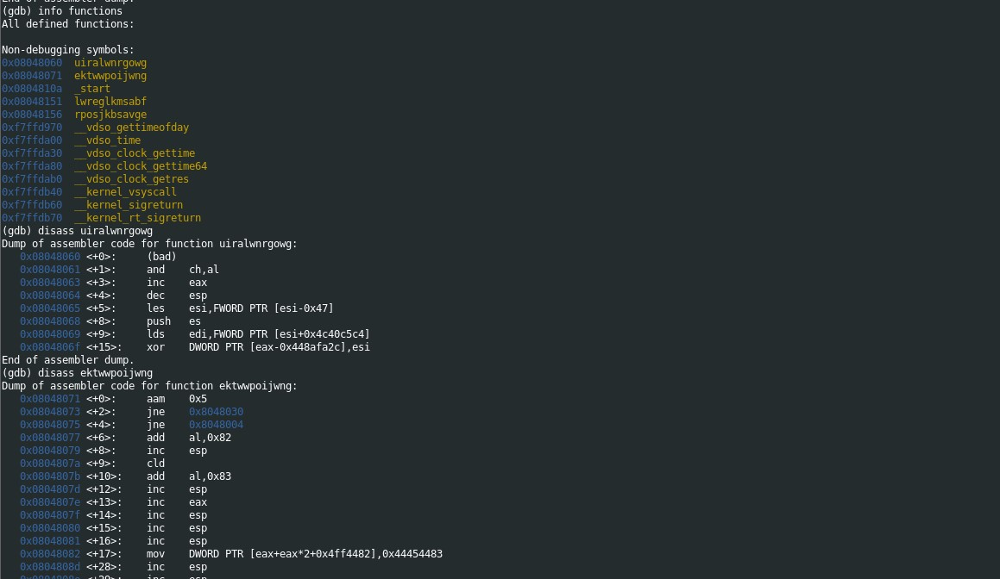 End of assembler dump.
(gdb) info functions
All defined functions:
Non-debugging symbols:
0x08048060  uiralwnrgowg
0x08048071  ektwwpoijwng
0x0804810a  _start
0x08048151  lwreglkmsabf
0x08048156  rposjkbsavge
0xf7ffd970  __vdso_gettimeofday
0xf7ffda00  __vdso_time
0xf7ffda30  __vdso_clock_gettime
0xf7ffda80  __vdso_clock_gettime64
0xf7ffdab0  __vdso_clock_getres
0xf7ffdb40  __kernel_vsyscall
0xf7ffdb60  __kernel_sigreturn
0xf7ffdb70  __kernel_rt_sigreturn
(gdb) disass uiralwnrgowg
Dump of assembler code for function uiralwnrgowg:
0x08048060 <+0>:     (bad)
0x08048061 <+1>:     and    ch,al
0x08048063 <+3>:     inc    eax
0x08048064 <+4>:     dec    esp
0x08048065 <+5>:     les    esi,FWORD PTR [esi-0x47]
0x08048068 <+8>:     push   es
0x08048069 <+9>:     lds    edi,FWORD PTR [esi+0x4c40c5c4]
0x0804806f <+15>:    xor    DWORD PTR [eax-0x448afa2c],esi
End of assembler dump.
(gdb) disass ektwwpoijwng
Dump of assembler code for function ektwwpoijwng:
0x08048071 <+0>:     aam    0x5
0x08048073 <+2>:     jne    0x8048030
0x08048075 <+4>:     jne    0x8048004
0x08048077 <+6>:     add    al,0x82
0x08048079 <+8>:     inc    esp
0x0804807a <+9>:     cld
0x0804807b <+10>:    add    al,0x83
0x0804807d <+12>:    inc    esp
0x0804807e <+13>:    inc    eax
0x0804807f <+14>:    inc    esp
0x08048080 <+15>:    inc    esp
0x08048081 <+16>:    inc    esp
0x08048082 <+17>:    mov    DWORD PTR [eax+eax*2+0x4ff4482],0x44454483
0x0804808d <+28>:    inc    esp